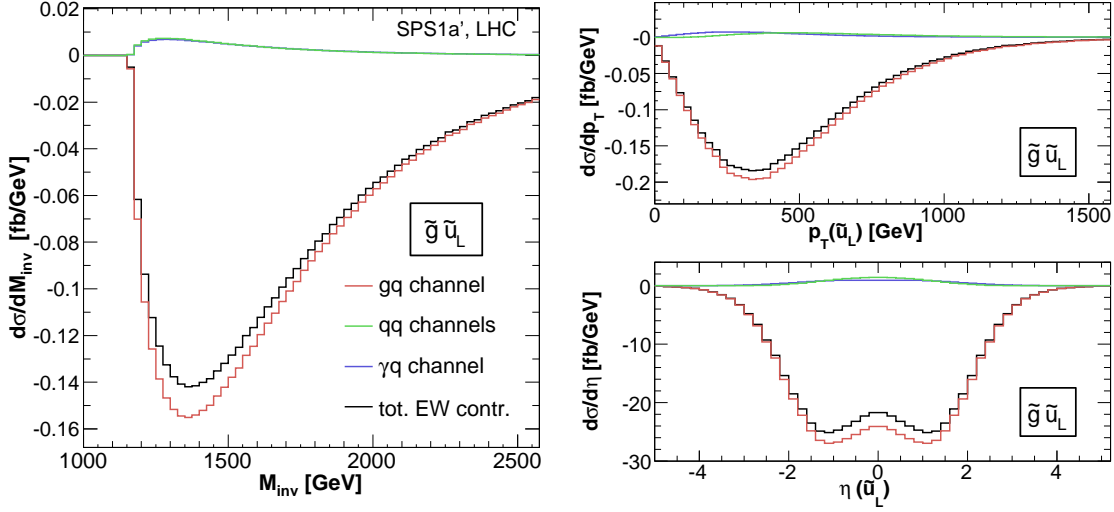 SPS1a', LHC
dσ/dM_inv [fb/GeV]
0.02
0
-0.02
-0.04
-0.06
-0.08
-0.1
-0.12
-0.14
-0.16
g̃ ũ_L
gq channel
qq channels
γq channel
tot. EW contr.
1000 1500 2000 2500
M_inv [GeV]
dσ/dp_T [fb/GeV]
-0
-0.05
-0.1
-0.15
-0.2
g̃ ũ_L
0 500 1000 1500
p_T(ũ_L) [GeV]
dσ/dη [fb/GeV]
0
-10
-20
-30
g̃ ũ_L
-4 -2 0 2 4
η (ũ_L)